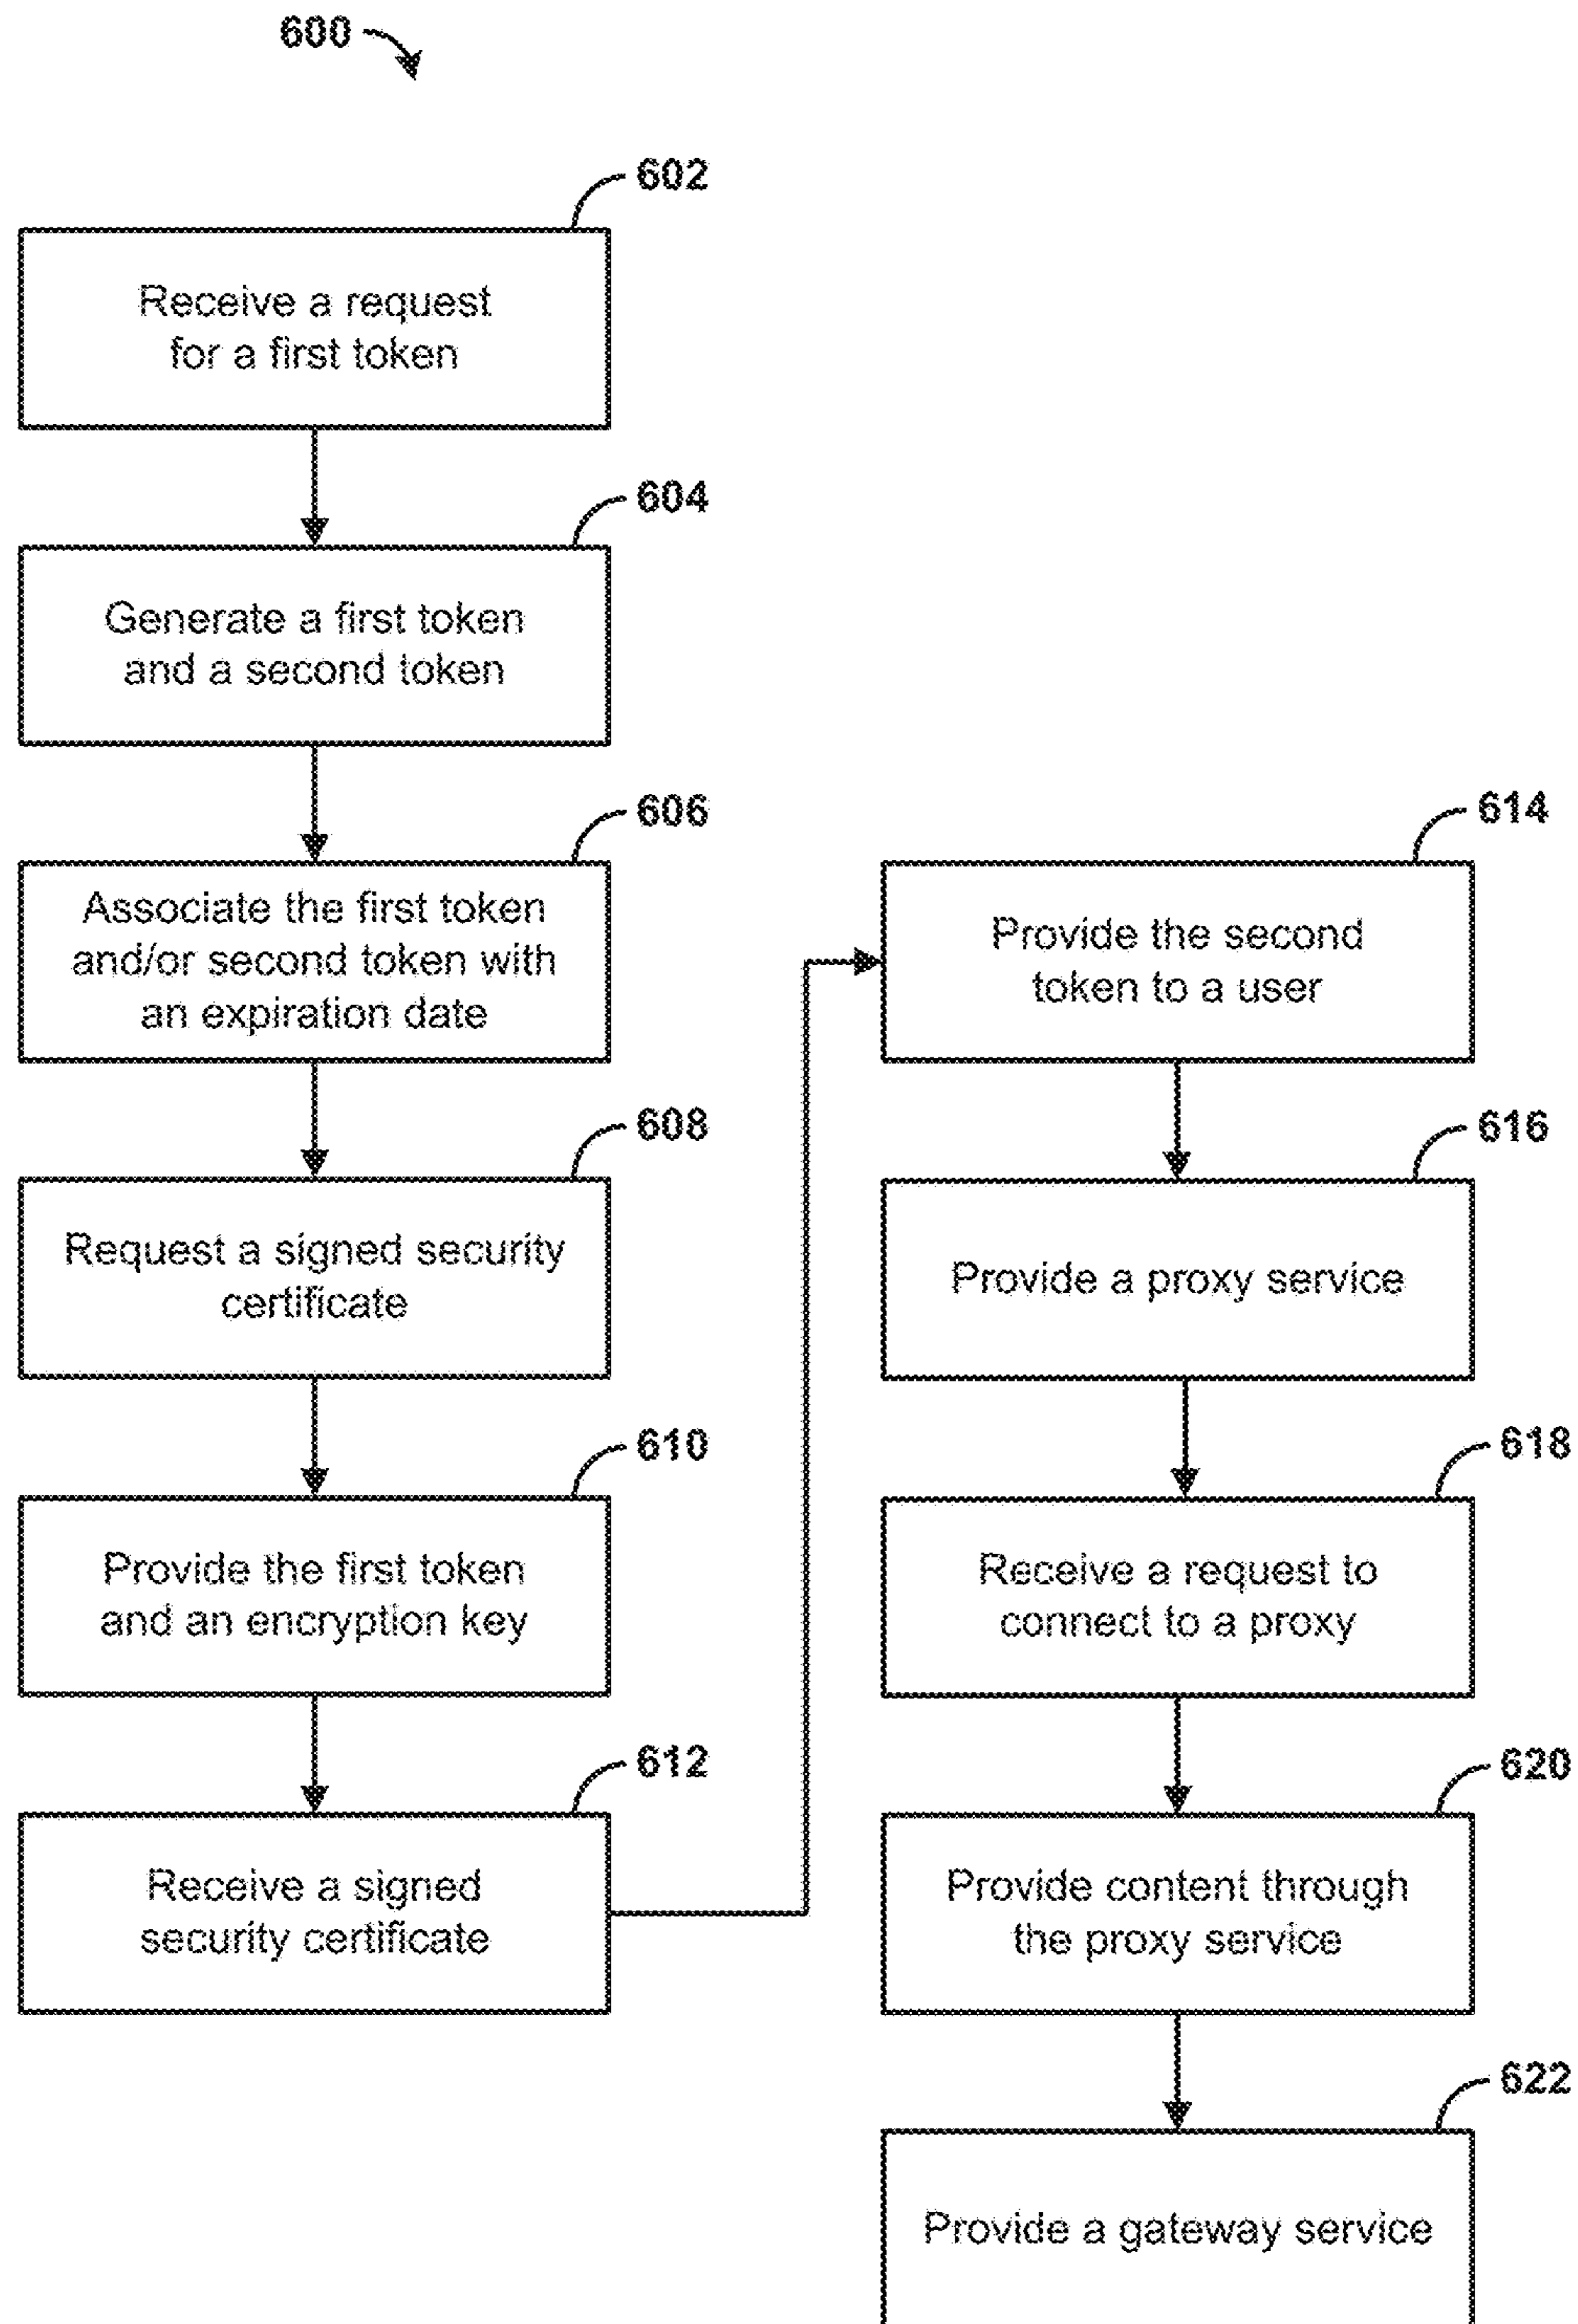 600
602
Receive a request
for a first token
604
Generate a first token
and a second token
606
Associate the first token
and/or second token with
an expiration date
608
Request a signed security
certificate
610
Provide the first token
and an encryption key
612
Receive a signed
security certificate
614
Provide the second
token to a user
616
Provide a proxy service
618
Receive a request to
connect to a proxy
620
Provide content through
the proxy service
622
Provide a gateway service